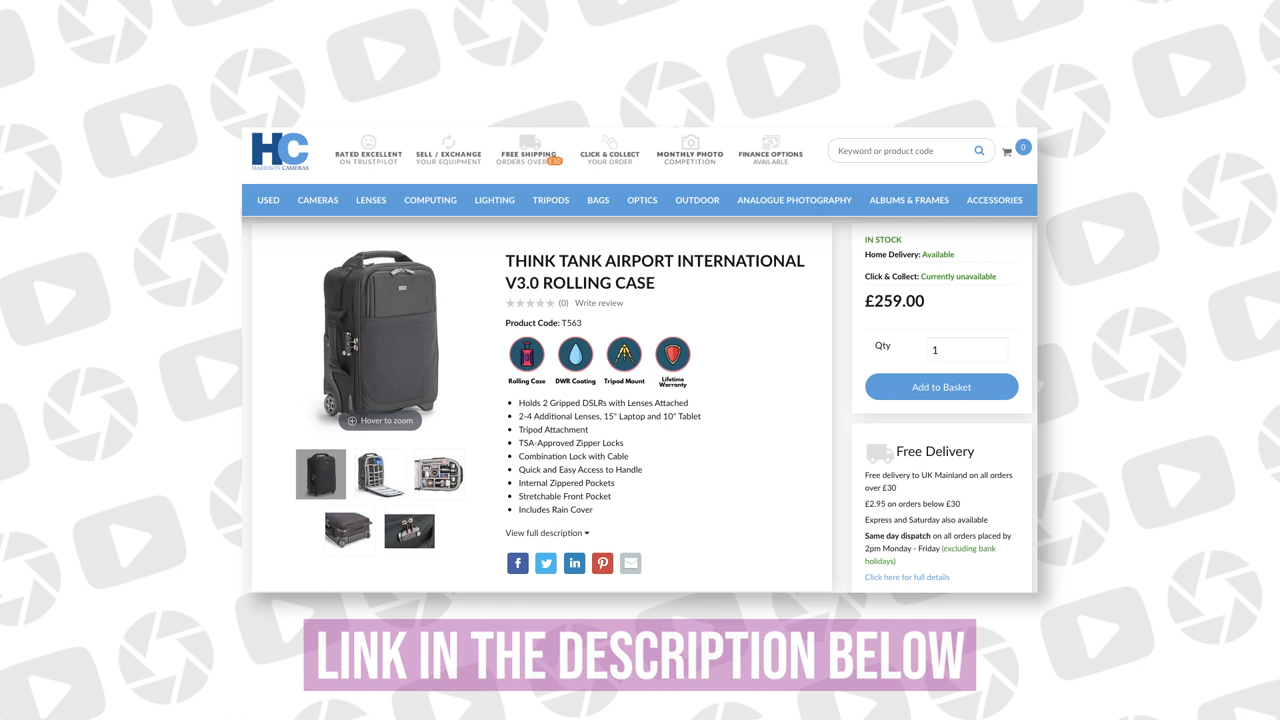 HC
HARRISON CAMERAS
RATED EXCELLENT
ON TRUSTPILOT
SELL / EXCHANGE
YOUR EQUIPMENT
FREE SHIPPING
ORDERS OVER £30
CLICK & COLLECT
YOUR ORDER
MONTHLY PHOTO
COMPETITION
FINANCE OPTIONS
AVAILABLE
Keyword or product code
0
USED CAMERAS LENSES COMPUTING LIGHTING TRIPODS BAGS OPTICS OUTDOOR ANALOGUE PHOTOGRAPHY ALBUMS & FRAMES ACCESSORIES
THINK TANK AIRPORT INTERNATIONAL
V3.0 ROLLING CASE
(0) Write review
Product Code: T563
Rolling Case DWR Coating Tripod Mount Lifetime
Warranty
Holds 2 Gripped DSLRs with Lenses Attached
2-4 Additional Lenses, 15" Laptop and 10" Tablet
Tripod Attachment
TSA-Approved Zipper Locks
Combination Lock with Cable
Quick and Easy Access to Handle
Internal Zippered Pockets
Stretchable Front Pocket
Includes Rain Cover
View full description
Hover to zoom
IN STOCK
Home Delivery: Available
Click & Collect: Currently unavailable
£259.00
Qty 1
Add to Basket
Free Delivery
Free delivery to UK Mainland on all orders
over £30
£2.95 on orders below £30
Express and Saturday also available
Same day dispatch on all orders placed by
2pm Monday - Friday (excluding bank
holidays)
Click here for full details
LINK IN THE DESCRIPTION BELOW